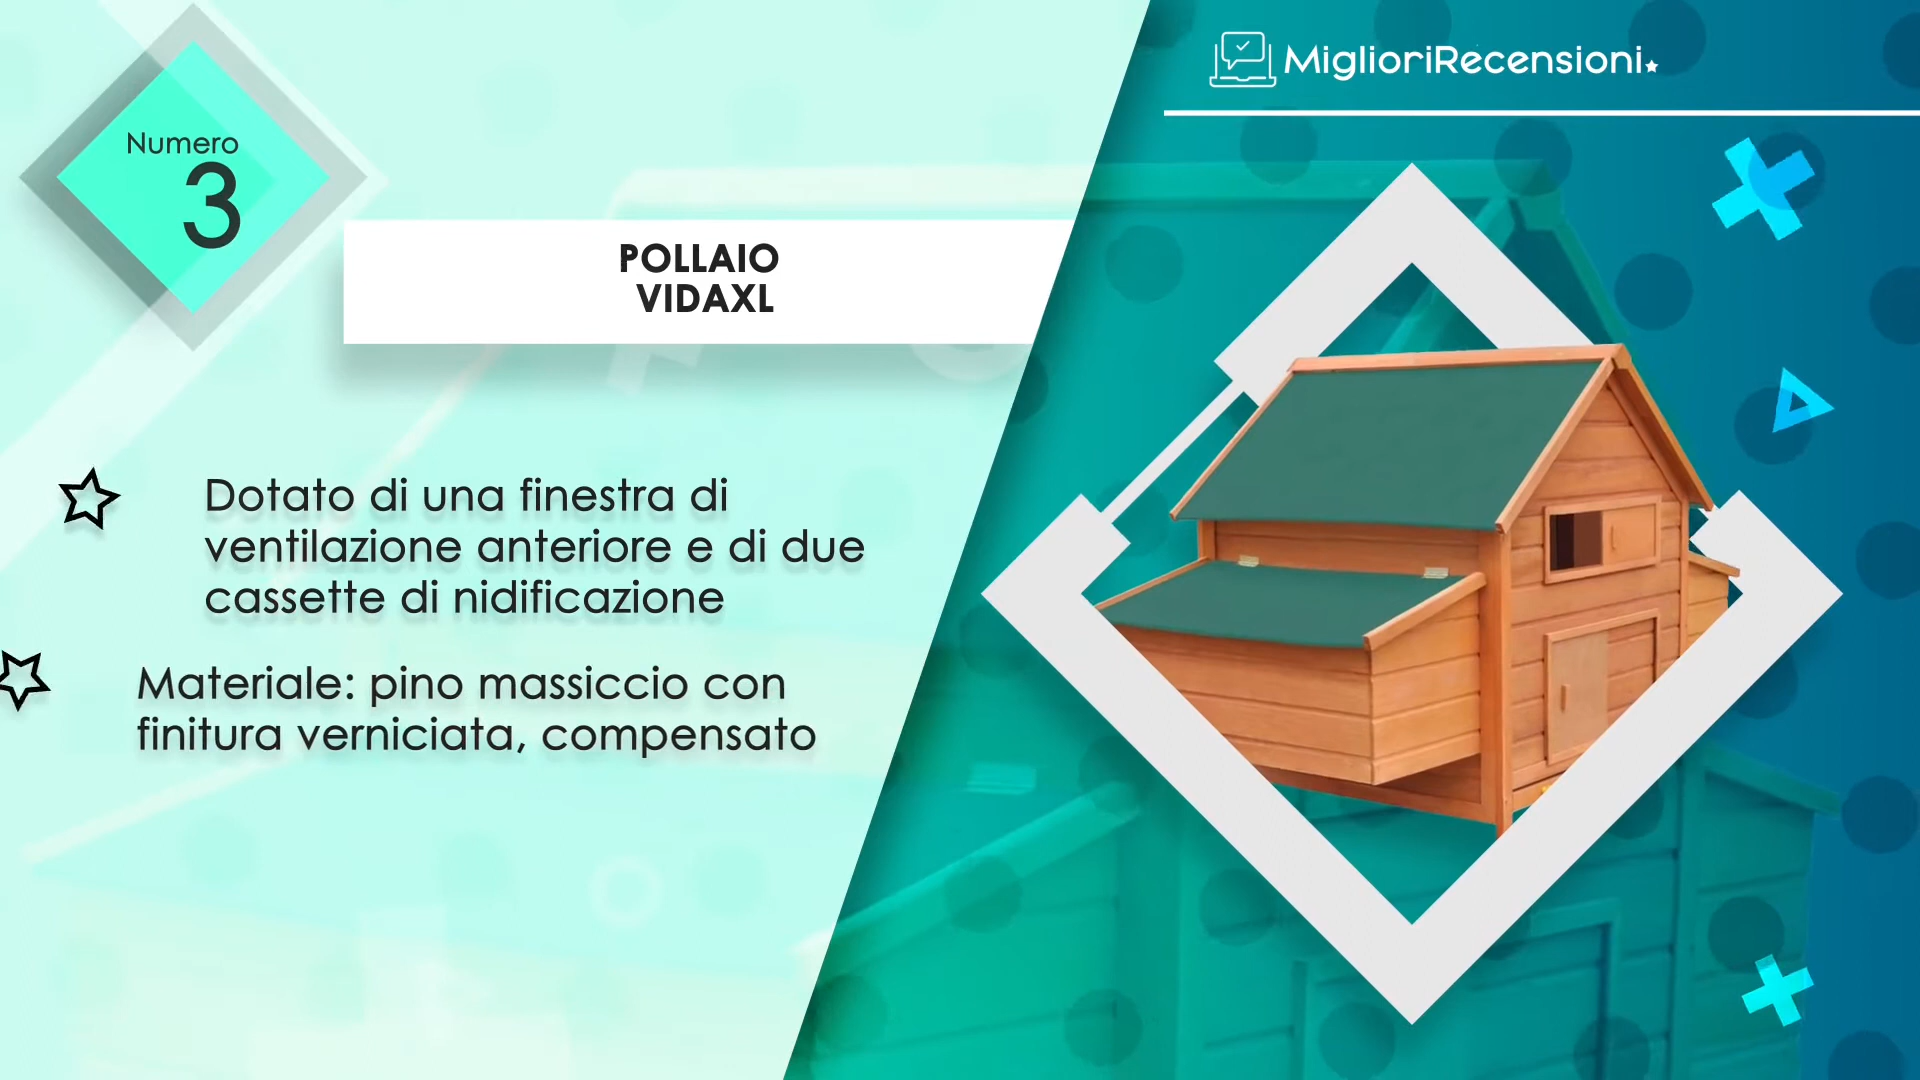 Numero
3
MiglioriRecensioni
POLLAIO
VIDAXL
Dotato di una finestra di
ventilazione anteriore e di due
cassette di nidificazione
Materiale: pino massiccio con
finitura verniciata, compensato